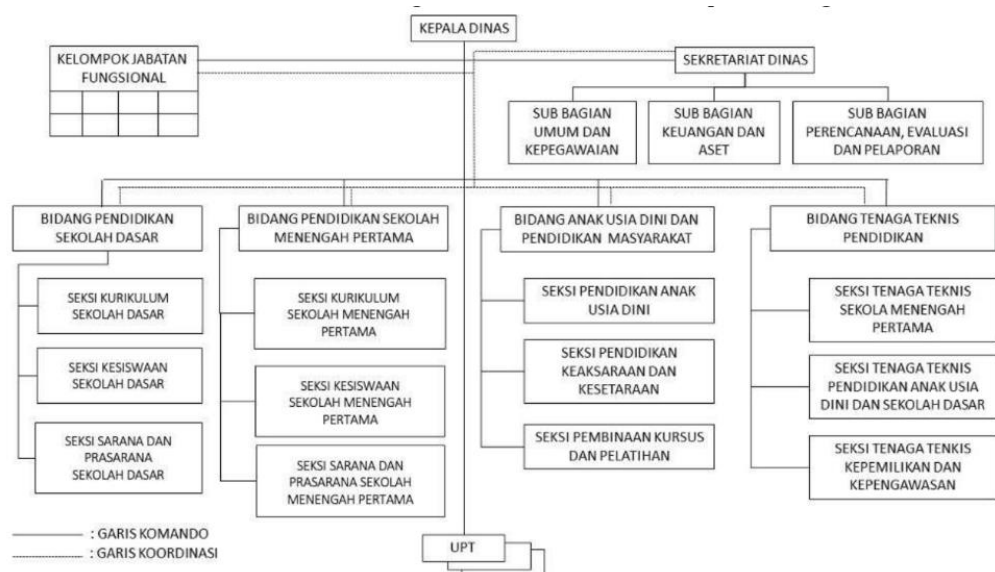 KEPALA DINAS
KELOMPOK JABATAN
FUNGSIONAL
SEKRETARIAT DINAS
SUB BAGIAN
UMUM DAN
KEPEGAWAIAN
SUB BAGIAN
KEUANGAN DAN
ASET
SUB BAGIAN
PERENCANAAN, EVALUASI
DAN PELAPORAN
BIDANG PENDIDIKAN
SEKOLAH DASAR
SEKSI KURIKULUM
SEKOLAH DASAR
SEKSI KESISWAAN
SEKOLAH DASAR
SEKSI SARANA DAN
PRASARANA
SEKOLAH DASAR
BIDANG PENDIDIKAN SEKOLAH
MENENGAH PERTAMA
SEKSI KURIKULUM
SEKOLAH MENENGAH
PERTAMA
SEKSI KESISWAAN
SEKOLAH MENENGAH
PERTAMA
SEKSI SARANA DAN
PRASARANA SEKOLAH
MENENGAH PERTAMA
BIDANG ANAK USIA DINI DAN
PENDIDIKAN MASYARAKAT
SEKSI PENDIDIKAN ANAK
USIA DINI
SEKSI PENDIDIKAN
KEAKSARAAN DAN
KESETARAAN
SEKSI PEMBINAAN KURSUS
DAN PELATIHAN
BIDANG TENAGA TEKNIS
PENDIDIKAN
SEKSI TENAGA TEKNIS
SEKOLA MENENGAH
PERTAMA
SEKSI TENAGA TEKNIS
PENDIDIKAN ANAK USIA
DINI DAN SEKOLAH DASAR
SEKSI TENAGA TENKIS
KEPEMILIKAN DAN
KEPENGAWASAN
: GARIS KOMANDO
: GARIS KOORDINASI
UPT